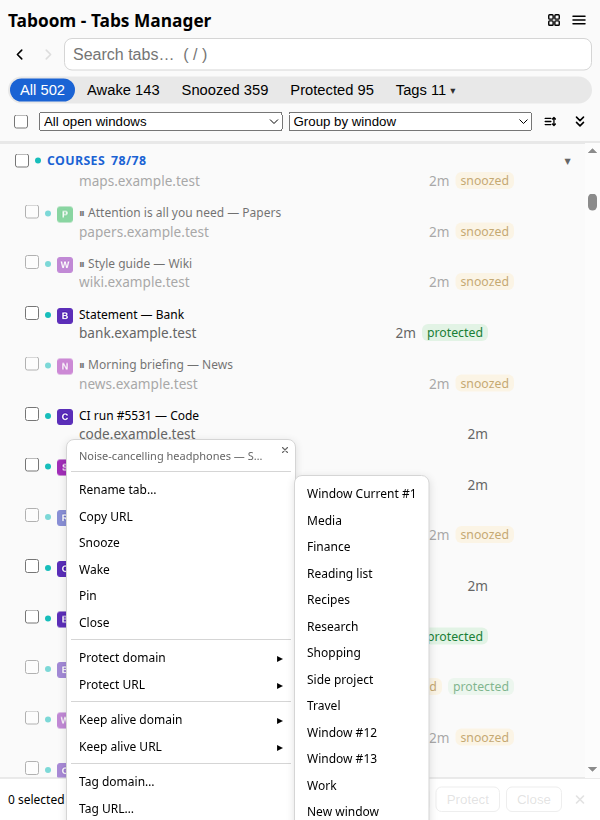 Taboom - Tabs Manager
Search tabs… ( / )
All 502
Awake 143
Snoozed 359
Protected 95
Tags 11 ▾
All open windows
Group by window
COURSES 78/78
maps.example.test
2m
snoozed
P
Attention is all you need — Papers
papers.example.test
2m
snoozed
W
Style guide — Wiki
wiki.example.test
2m
snoozed
B
Statement — Bank
bank.example.test
2m
protected
N
Morning briefing — News
news.example.test
2m
snoozed
C
CI run #5531 — Code
code.example.test
2m
2m
2m
snoozed
2m
protected
protected
2m
snoozed
Noise-cancelling headphones — S...
Rename tab...
Copy URL
Snooze
Wake
Pin
Close
Protect domain
Protect URL
Keep alive domain
Keep alive URL
Tag domain...
Tag URL...
Window Current #1
Media
Finance
Reading list
Recipes
Research
Shopping
Side project
Travel
Window #12
Window #13
Work
New window
0 selected
Protect
Close